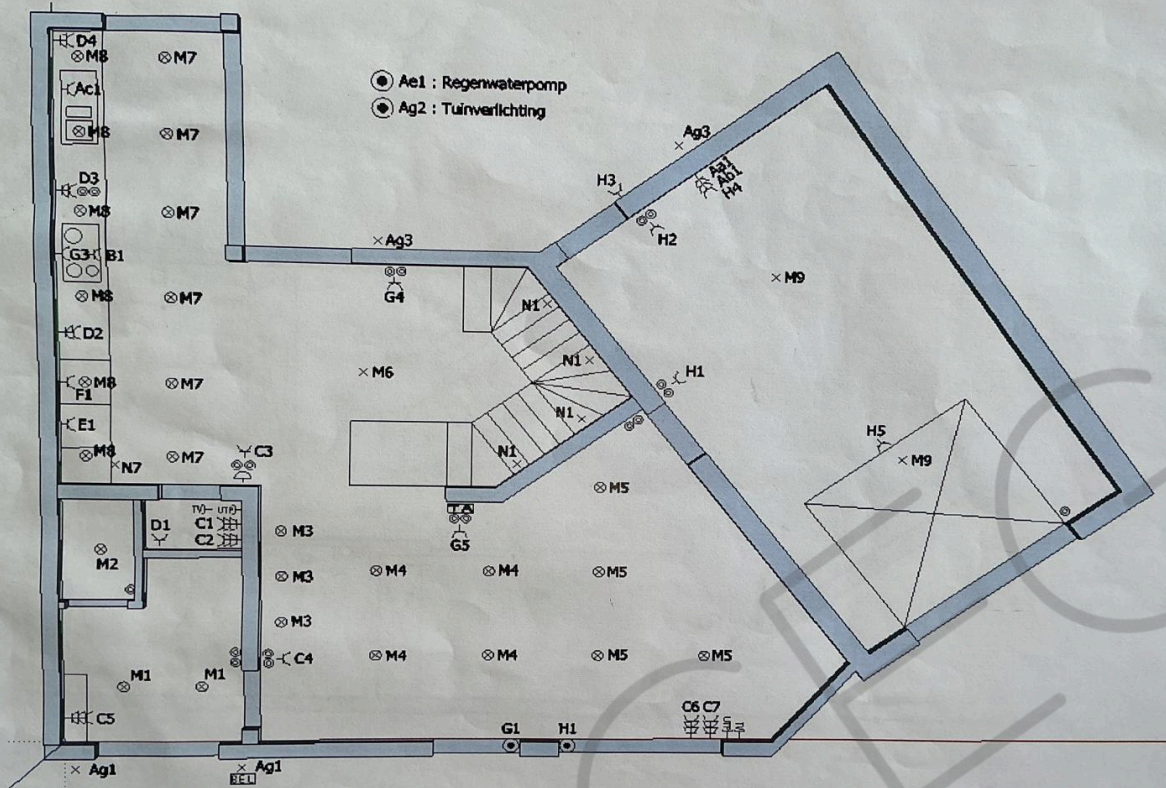 D4
M8
M7
Ac1
Ae1 : Regenwaterpomp
Ag2 : Tuinverlichting
M8
M7
Ag3
Aa1
Ab1
H4
D3
H3
M8
M7
H2
Ag3
G3 B1
M9
M8
M7
G4
N1
D2
N1
M6
H1
M8
M7
F1
N1
E1
H5
C3
N1
M9
M8
N7
M7
M5
TV
UTP
D1
C1
C2
TA
M3
G5
M2
M3
M4
M4
M5
M3
C4
M4
M4
M5
M5
M1
M1
C5
C6 C7
G1
H1
Ag1
Ag1
BEL